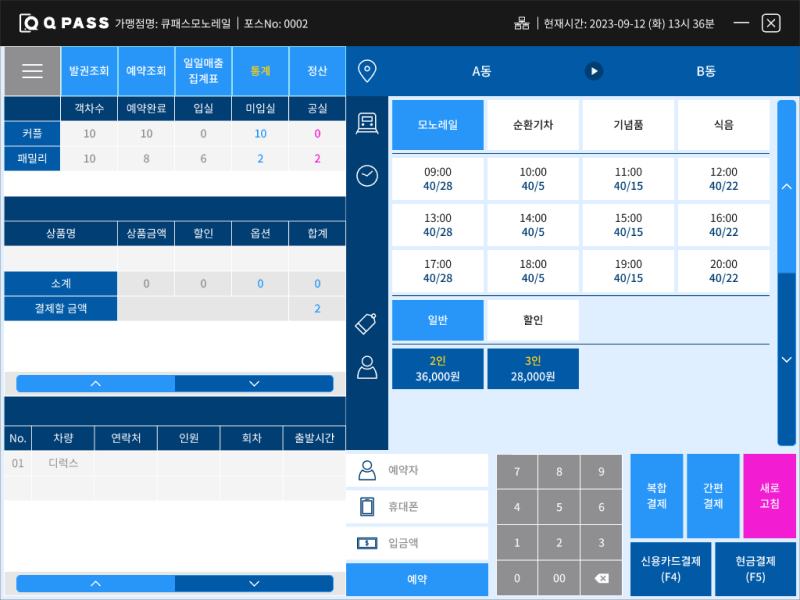 Q PASS 가맹점명: 큐패스모노레일 | 포스No: 0002
현재시간: 2023-09-12 (화) 13시 36분
발권조회 예약조회 일일매출 집계표 통계 정산
객차수 예약완료 입실 미입실 공실
커플 10 10 0 10 0
패밀리 10 8 6 2 2
상품명 상품금액 할인 옵션 합계
소계 0 0 0 0
결제할 금액 2
No. 차량 연락처 인원 회차 출발시간
01 디럭스
A동 B동
모노레일 순환기차 기념품 식음
09:00 10:00 11:00 12:00
40/28 40/5 40/15 40/22
13:00 14:00 15:00 16:00
40/28 40/5 40/15 40/22
17:00 18:00 19:00 20:00
40/28 40/5 40/15 40/22
일반 할인
2인 3인
36,000원 28,000원
예약자
휴대폰
입금액
예약
7 8 9
4 5 6
1 2 3
0 00
복합 결제
간편 결제
새로 고침
신용카드결제 (F4)
현금결제 (F5)